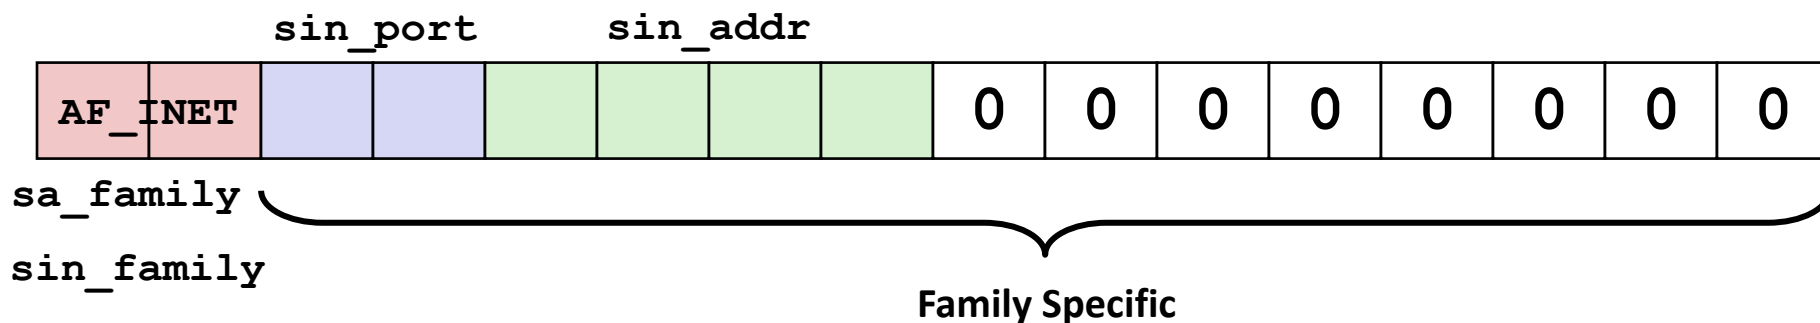 sin_port sin_addr
AF_INET 0 0 0 0 0 0 0 0
sa_family
sin_family
Family Specific